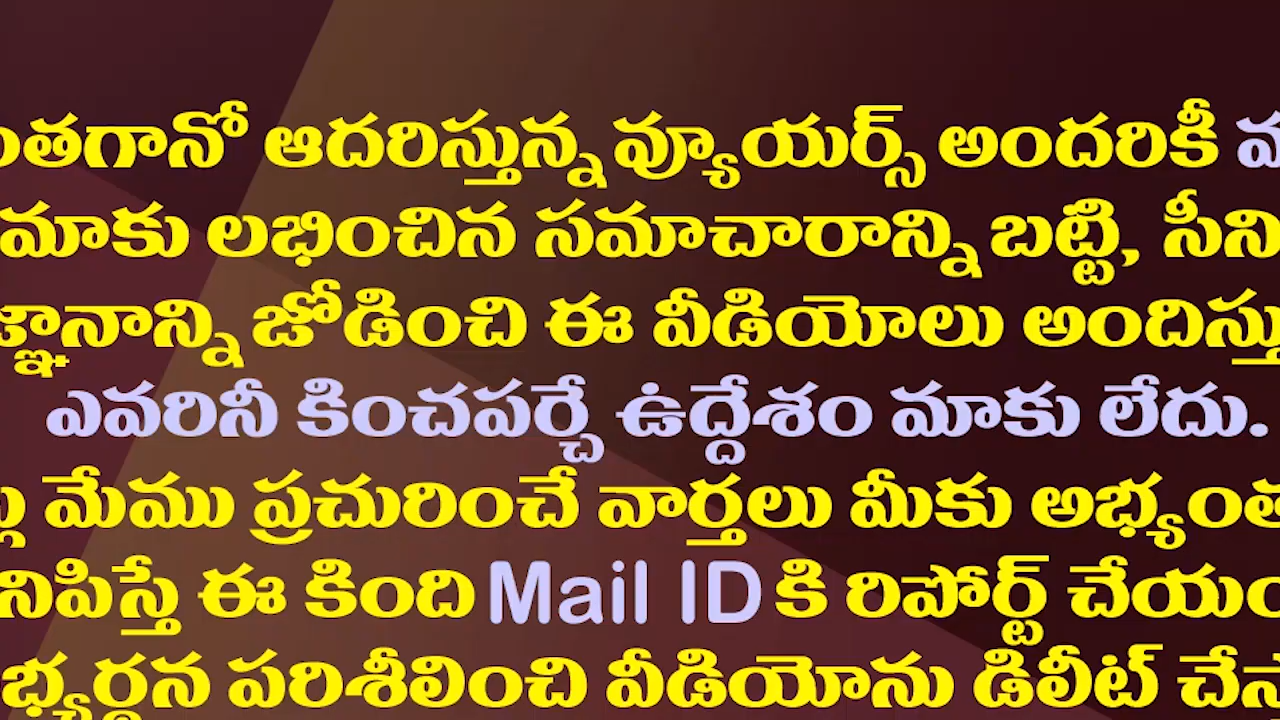 ఆదరిస్తున్న వ్యూయర్స్ అందరికీ
మాకు లభించిన సమాచారాన్ని బట్టి,
జోడించి ఈ వీడియోలు
ఎవరినీ కించపర్చే ఉద్దేశం మాకు లేదు.
మేము ప్రచురించే వార్తలు మీకు
ఈ కింది Mail ID కి రిపోర్ట్
పరిశీలించి వీడియోను డిలీట్